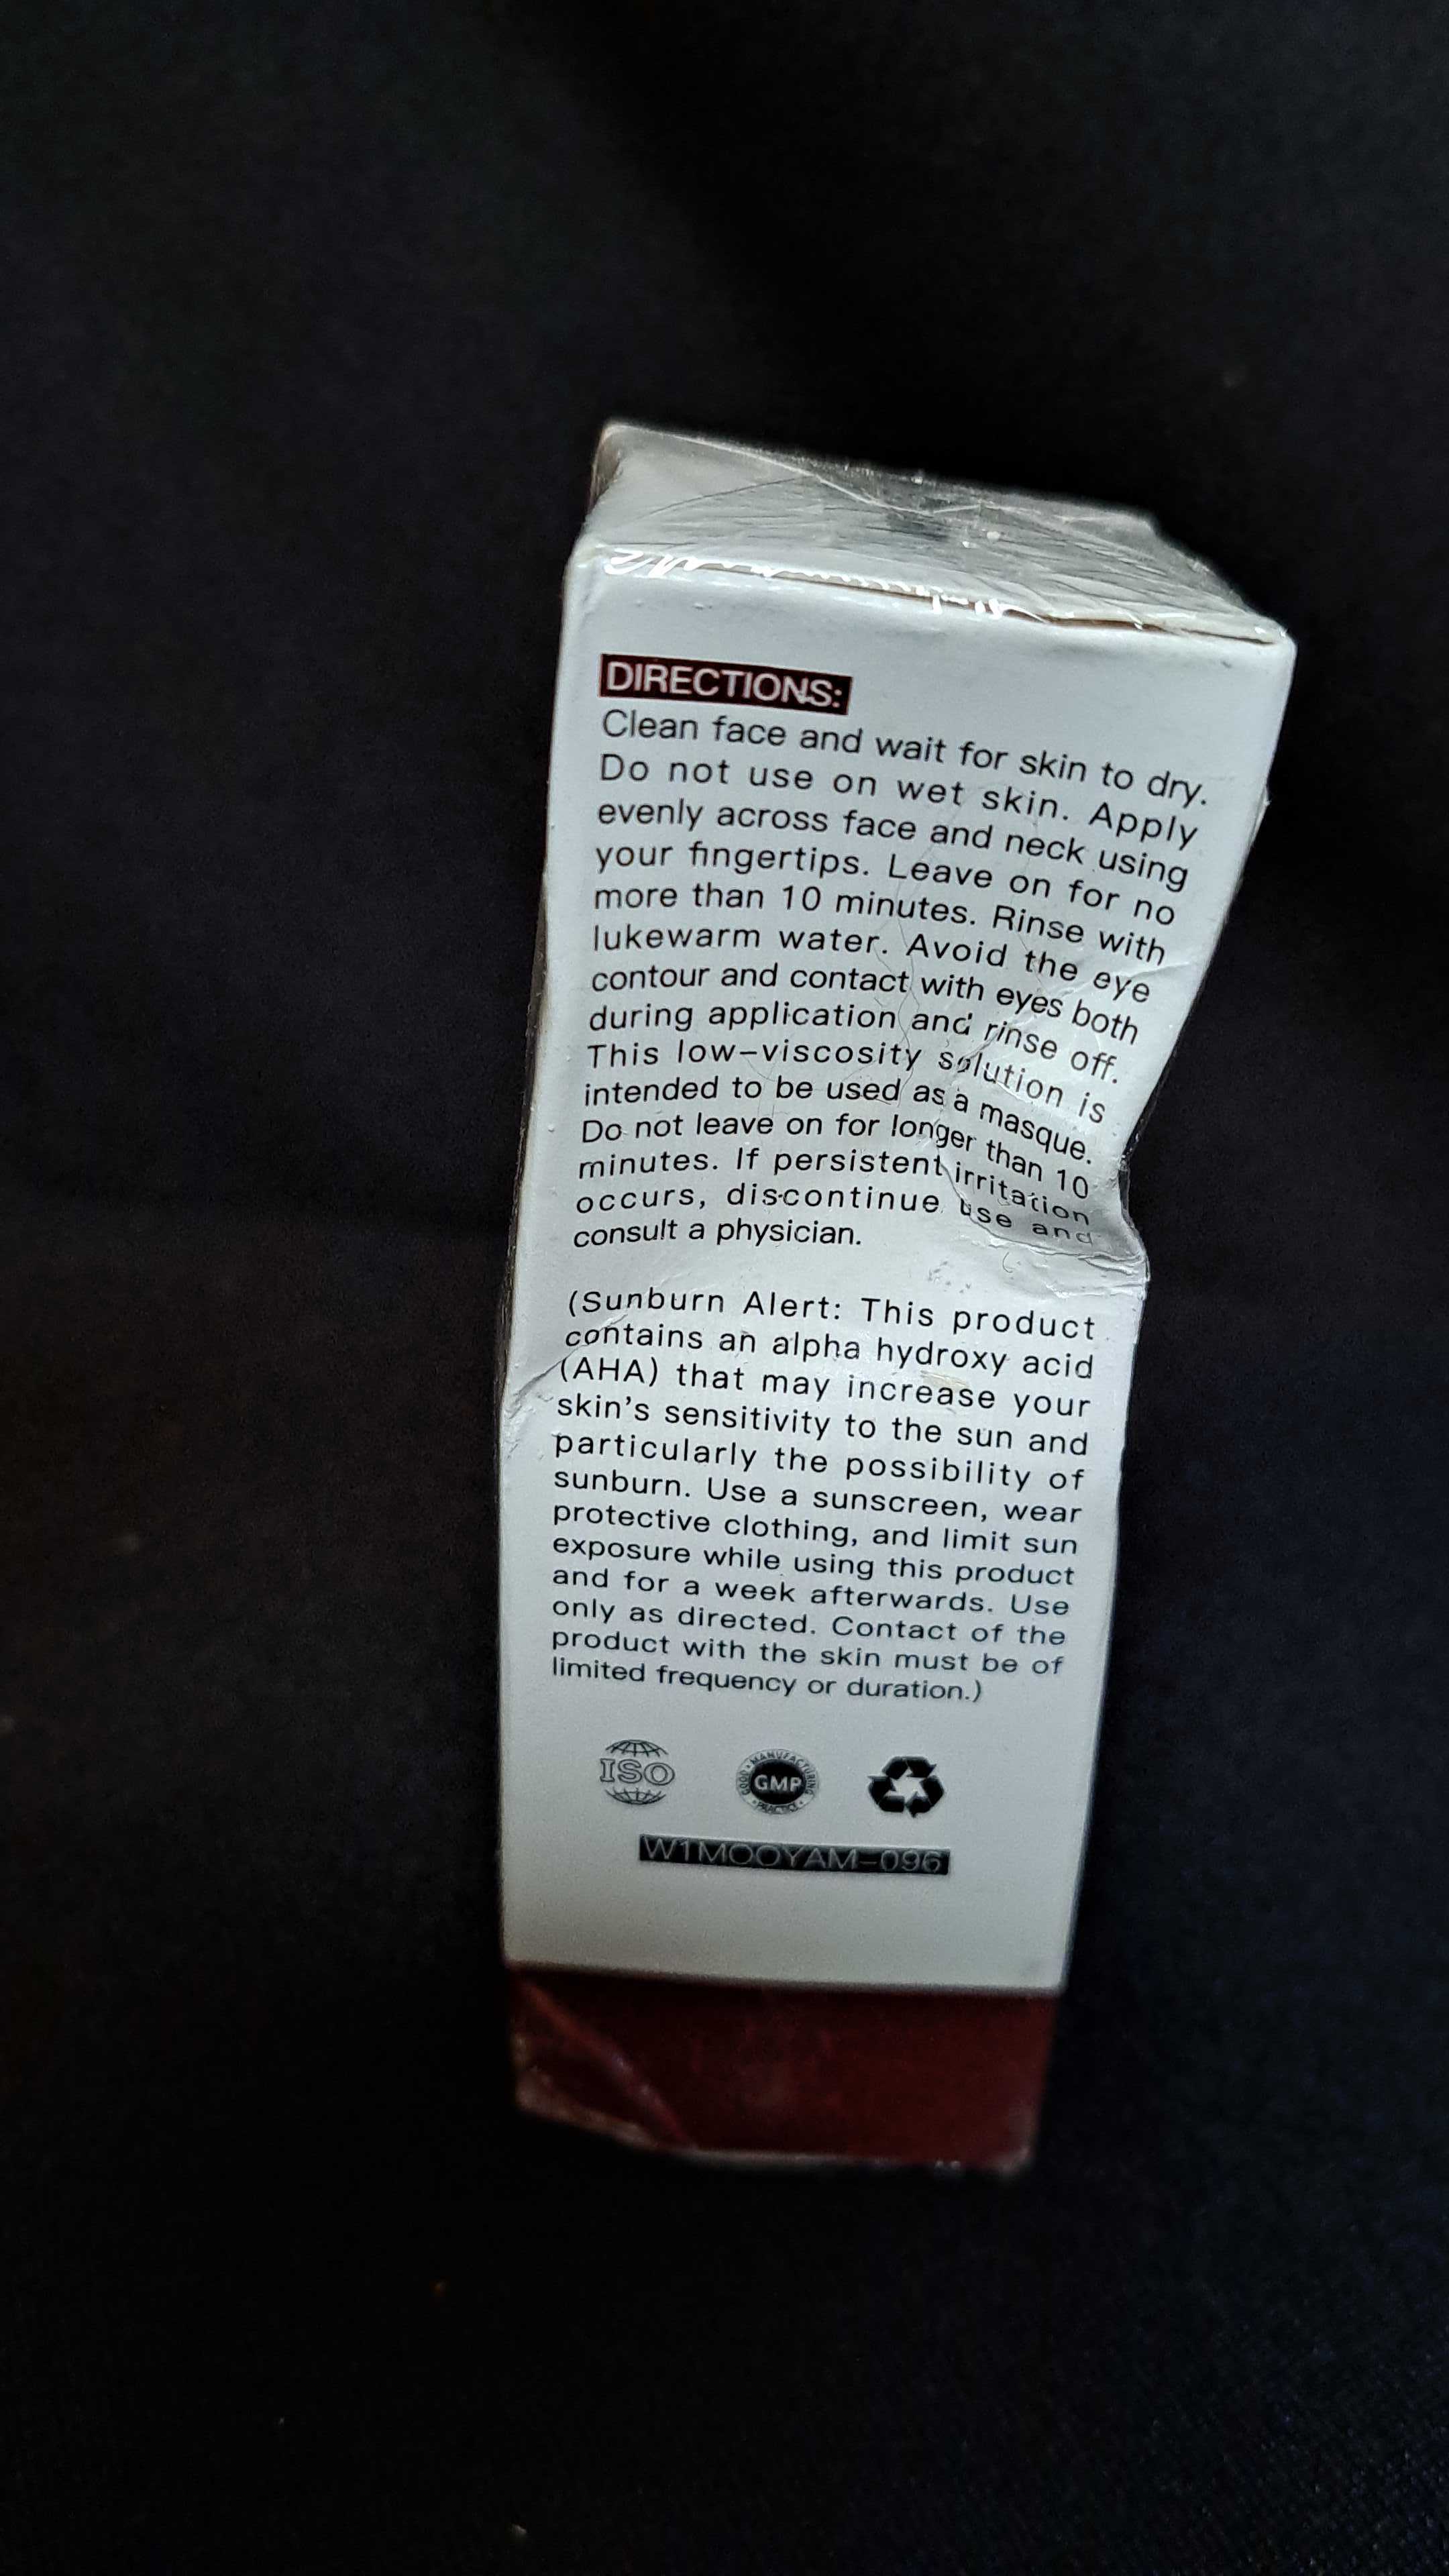 DIRECTIONS:
Clean face and wait for skin to dry.
Do not use on wet skin. Apply
evenly across face and neck using
your fingertips. Leave on for no
more than 10 minutes. Rinse with
lukewarm water. Avoid the eye
contour and contact with eyes both
during application and rinse off.
This low-viscosity solution is
intended to be used as a masque.
Do not leave on for longer than 10
minutes. If persistent irritation
occurs, discontinue use and
consult a physician.
(Sunburn Alert: This product
contains an alpha hydroxy acid
(AHA) that may increase your
skin's sensitivity to the sun and
particularly the possibility of
sunburn. Use a sunscreen, wear
protective clothing, and limit sun
exposure while using this product
and for a week afterwards. Use
only as directed. Contact of the
product with the skin must be of
limited frequency or duration.)
ISO
GOOD MANUFACTURING
GMP
PRACTICE
W1MOOYAM-096